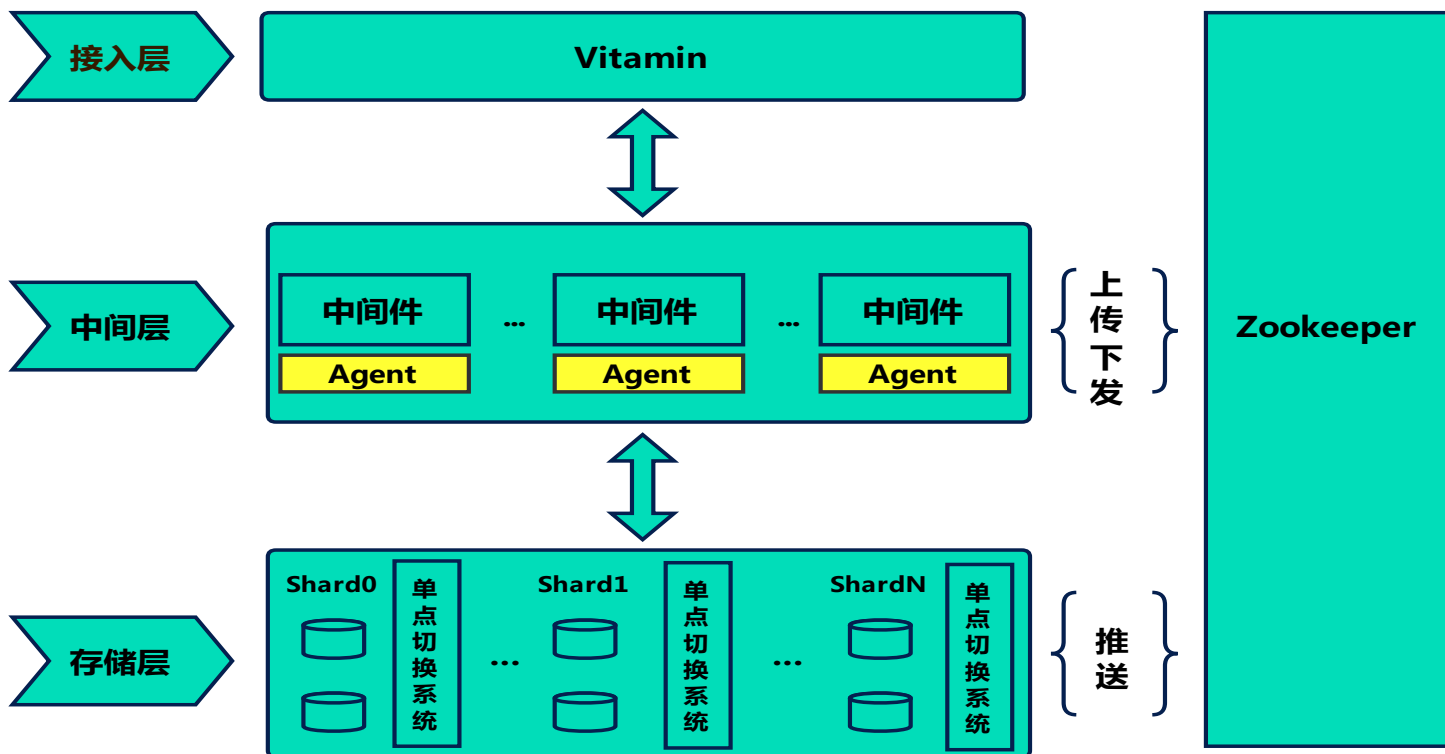 接入层
Vitamin
中间层
中间件
...
中间件
...
中间件
Agent
Agent
Agent
上传下发
Zookeeper
存储层
Shard0
单点切换系统
...
Shard1
单点切换系统
...
ShardN
单点切换系统
推送